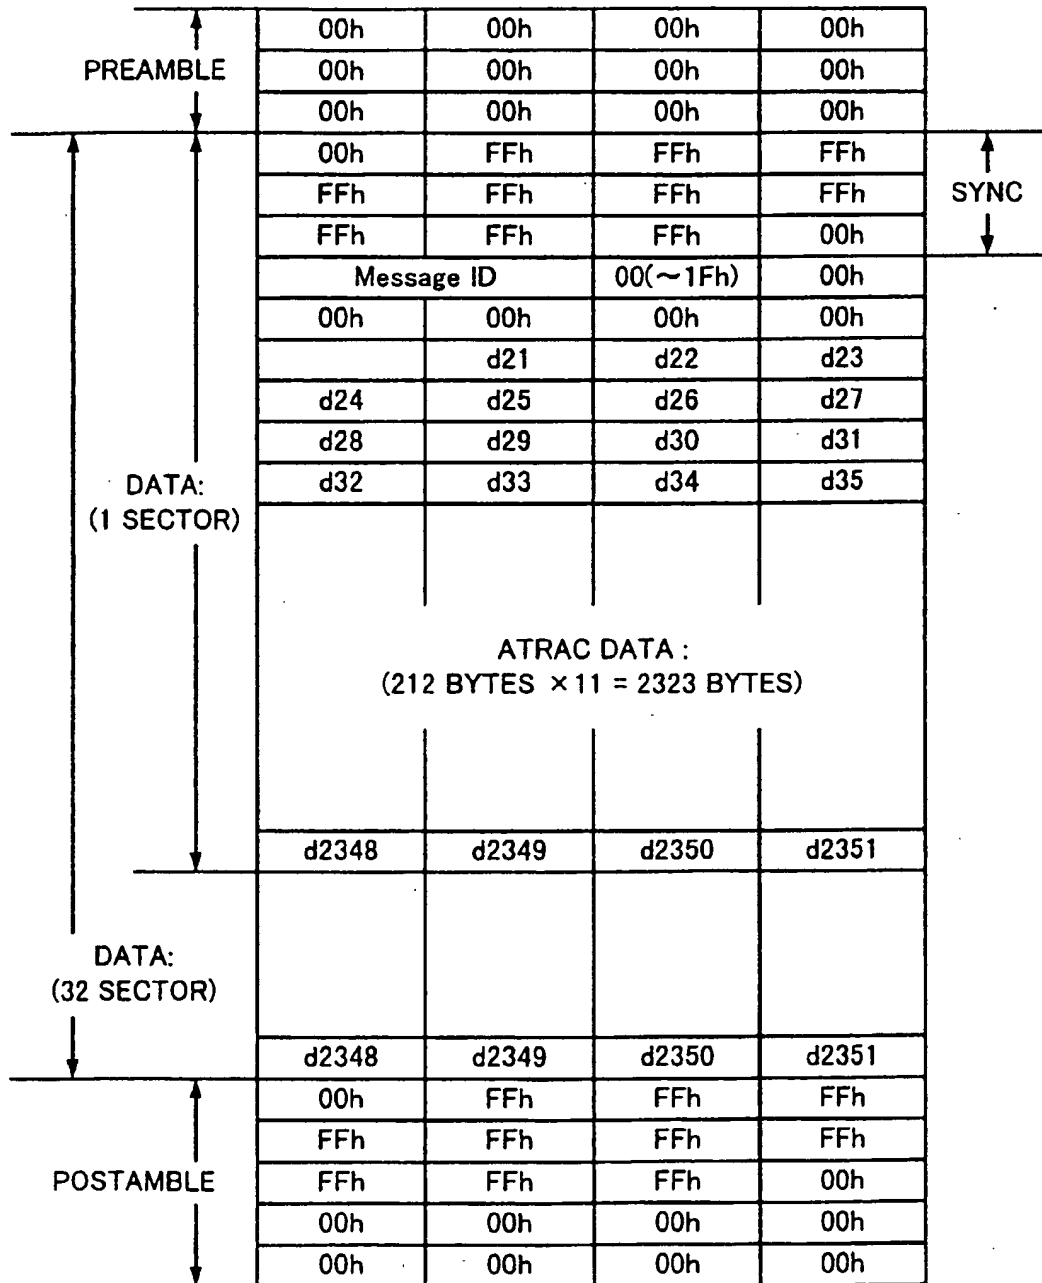 00h 00h 00h 00h
PREAMBLE 00h 00h 00h 00h
00h 00h 00h 00h
00h FFh FFh FFh
FFh FFh FFh FFh SYNC
FFh FFh FFh 00h
Message ID 00(～1Fh) 00h
00h 00h 00h 00h
d21 d22 d23
d24 d25 d26 d27
d28 d29 d30 d31
DATA: d32 d33 d34 d35
(1 SECTOR)
ATRAC DATA :
(212 BYTES ×11 = 2323 BYTES)
d2348 d2349 d2350 d2351
DATA:
(32 SECTOR)
d2348 d2349 d2350 d2351
00h FFh FFh FFh
FFh FFh FFh FFh
POSTAMBLE FFh FFh FFh 00h
00h 00h 00h 00h
00h 00h 00h 00h